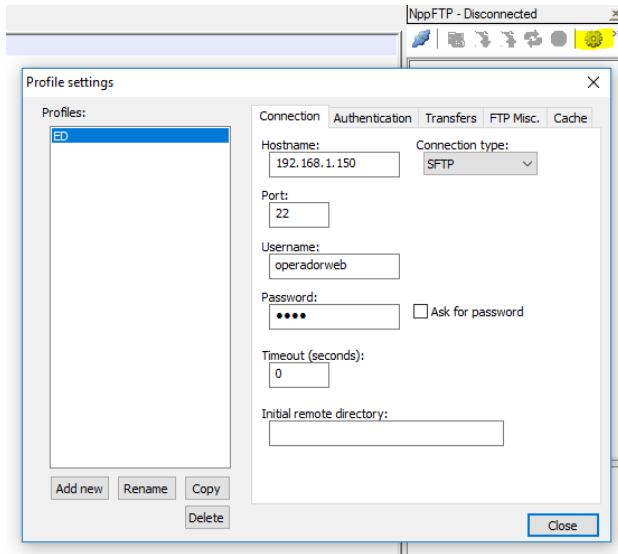 NppFTP - Disconnected
Profile settings
Profiles:
ED
Add new
Rename
Copy
Delete
Connection
Authentication
Transfers
FTP Misc.
Cache
Hostname:
192.168.1.150
Connection type:
SFTP
Port:
22
Username:
operadorweb
Password:
••••
Ask for password
Timeout (seconds):
0
Initial remote directory:
Close